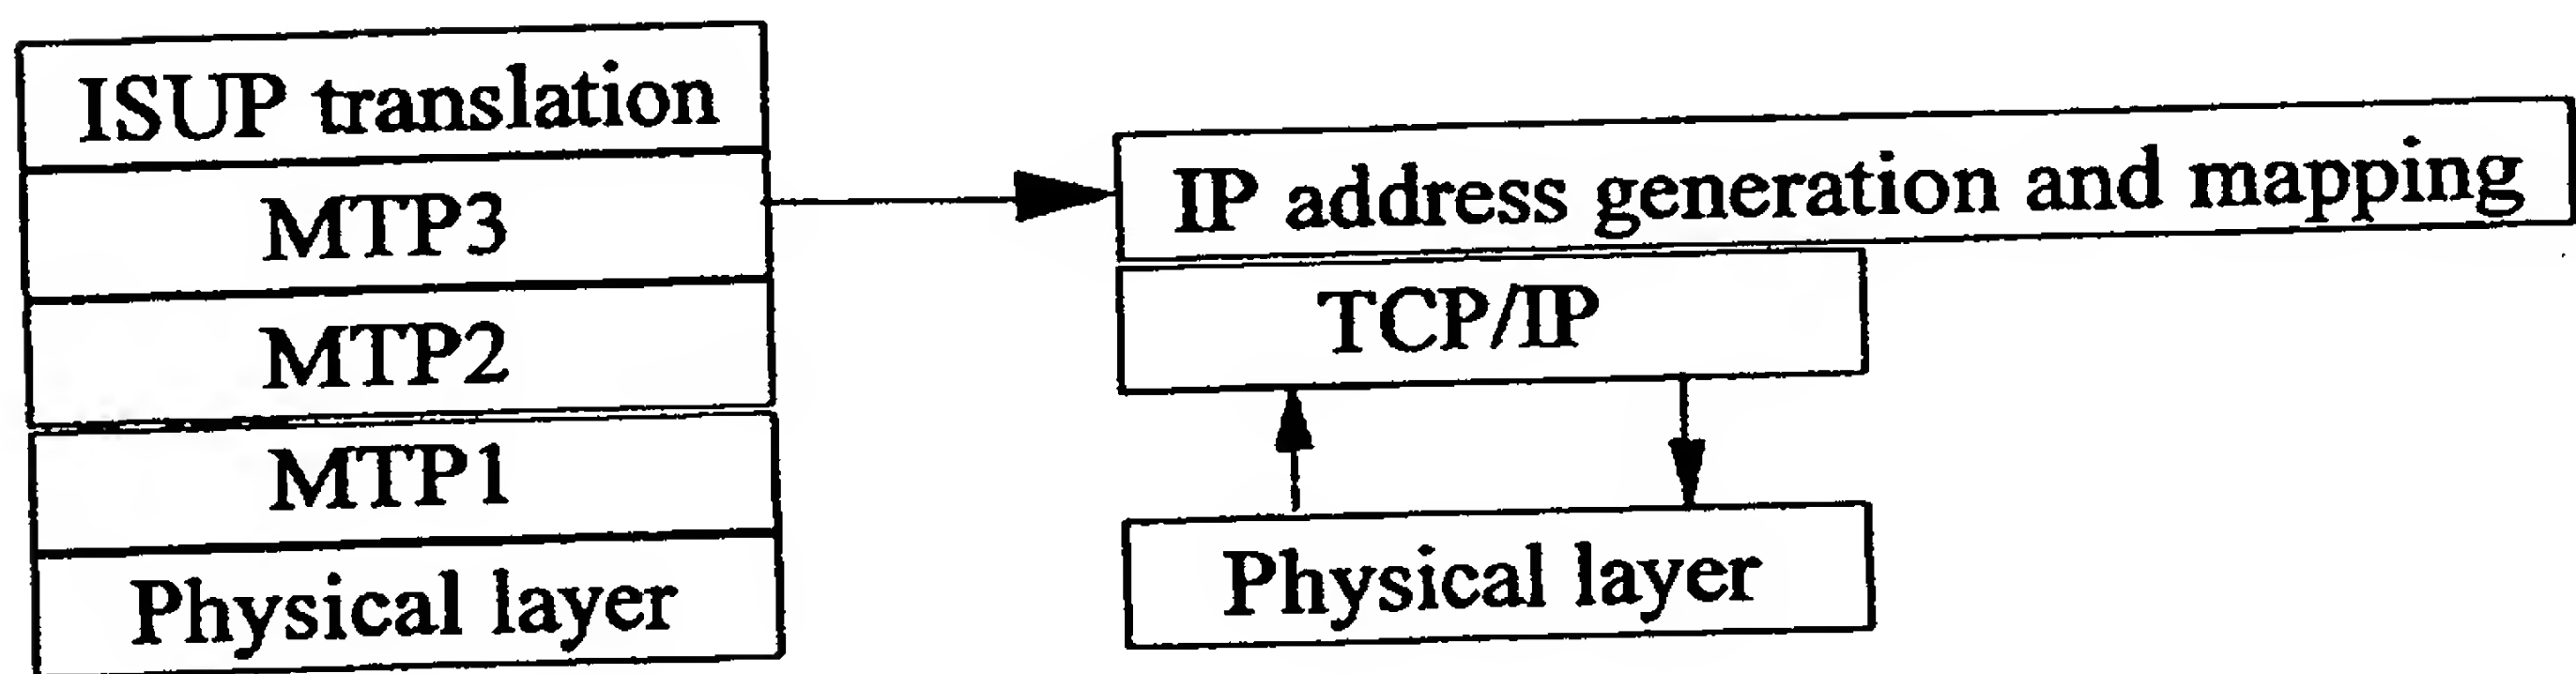 ISUP translation
MTP3
MTP2
MTP1
Physical layer
IP address generation and mapping
TCP/IP
Physical layer